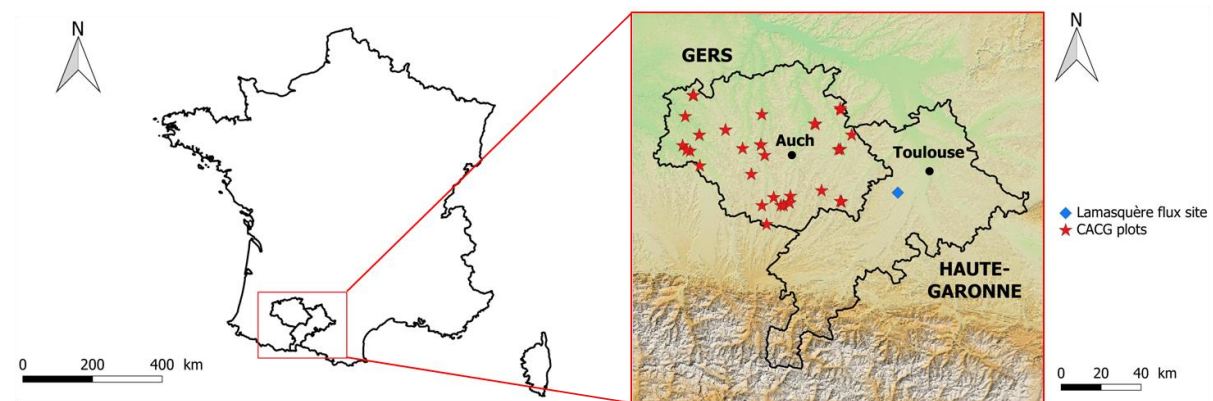 N
0 200 400 km
GERS
Auch
Toulouse
HAUTE-
GARONNE
N
Lamasquère flux site
CACG plots
0 20 40 km